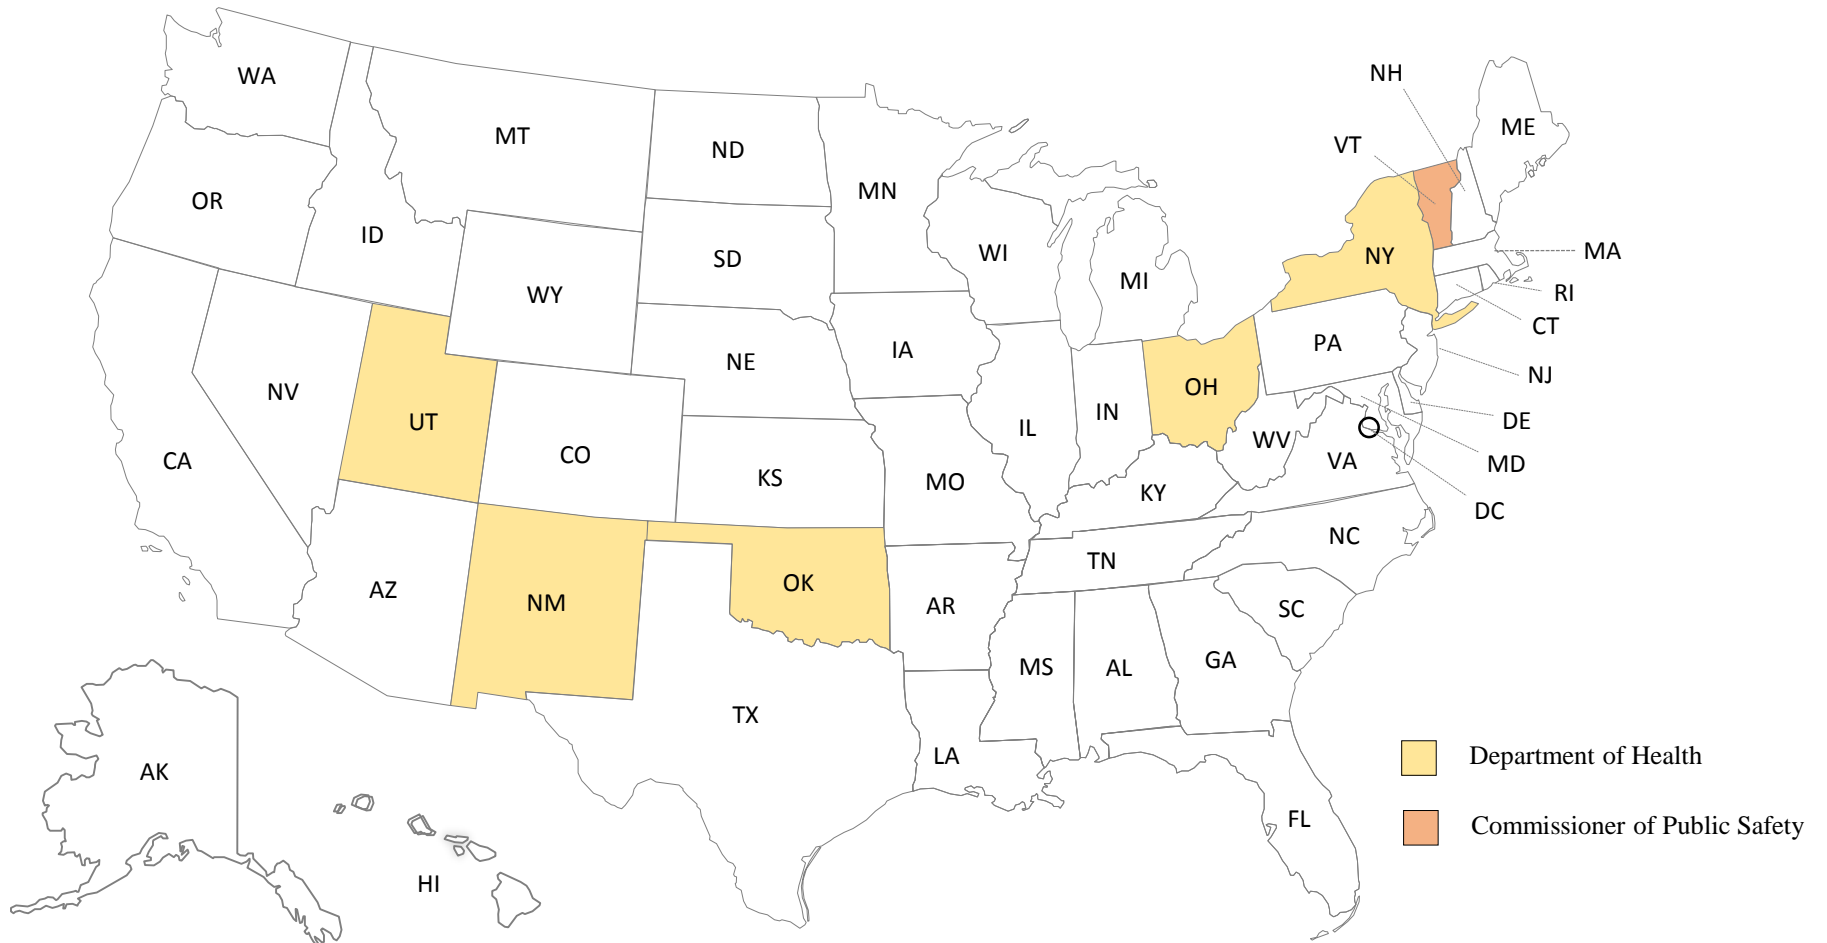 WA
MT
ND
MN
OR
ID
SD
WY
WI
MI
NH
ME
VT
NY
MA
RI
CT
NJ
DE
MD
DC
NE
IA
PA
NV
UT
CO
KS
MO
IL
IN
OH
WV
VA
KY
CA
AZ
NM
OK
AR
TN
NC
SC
MS
AL
GA
TX
LA
FL
AK
HI
Department of Health
Commissioner of Public Safety